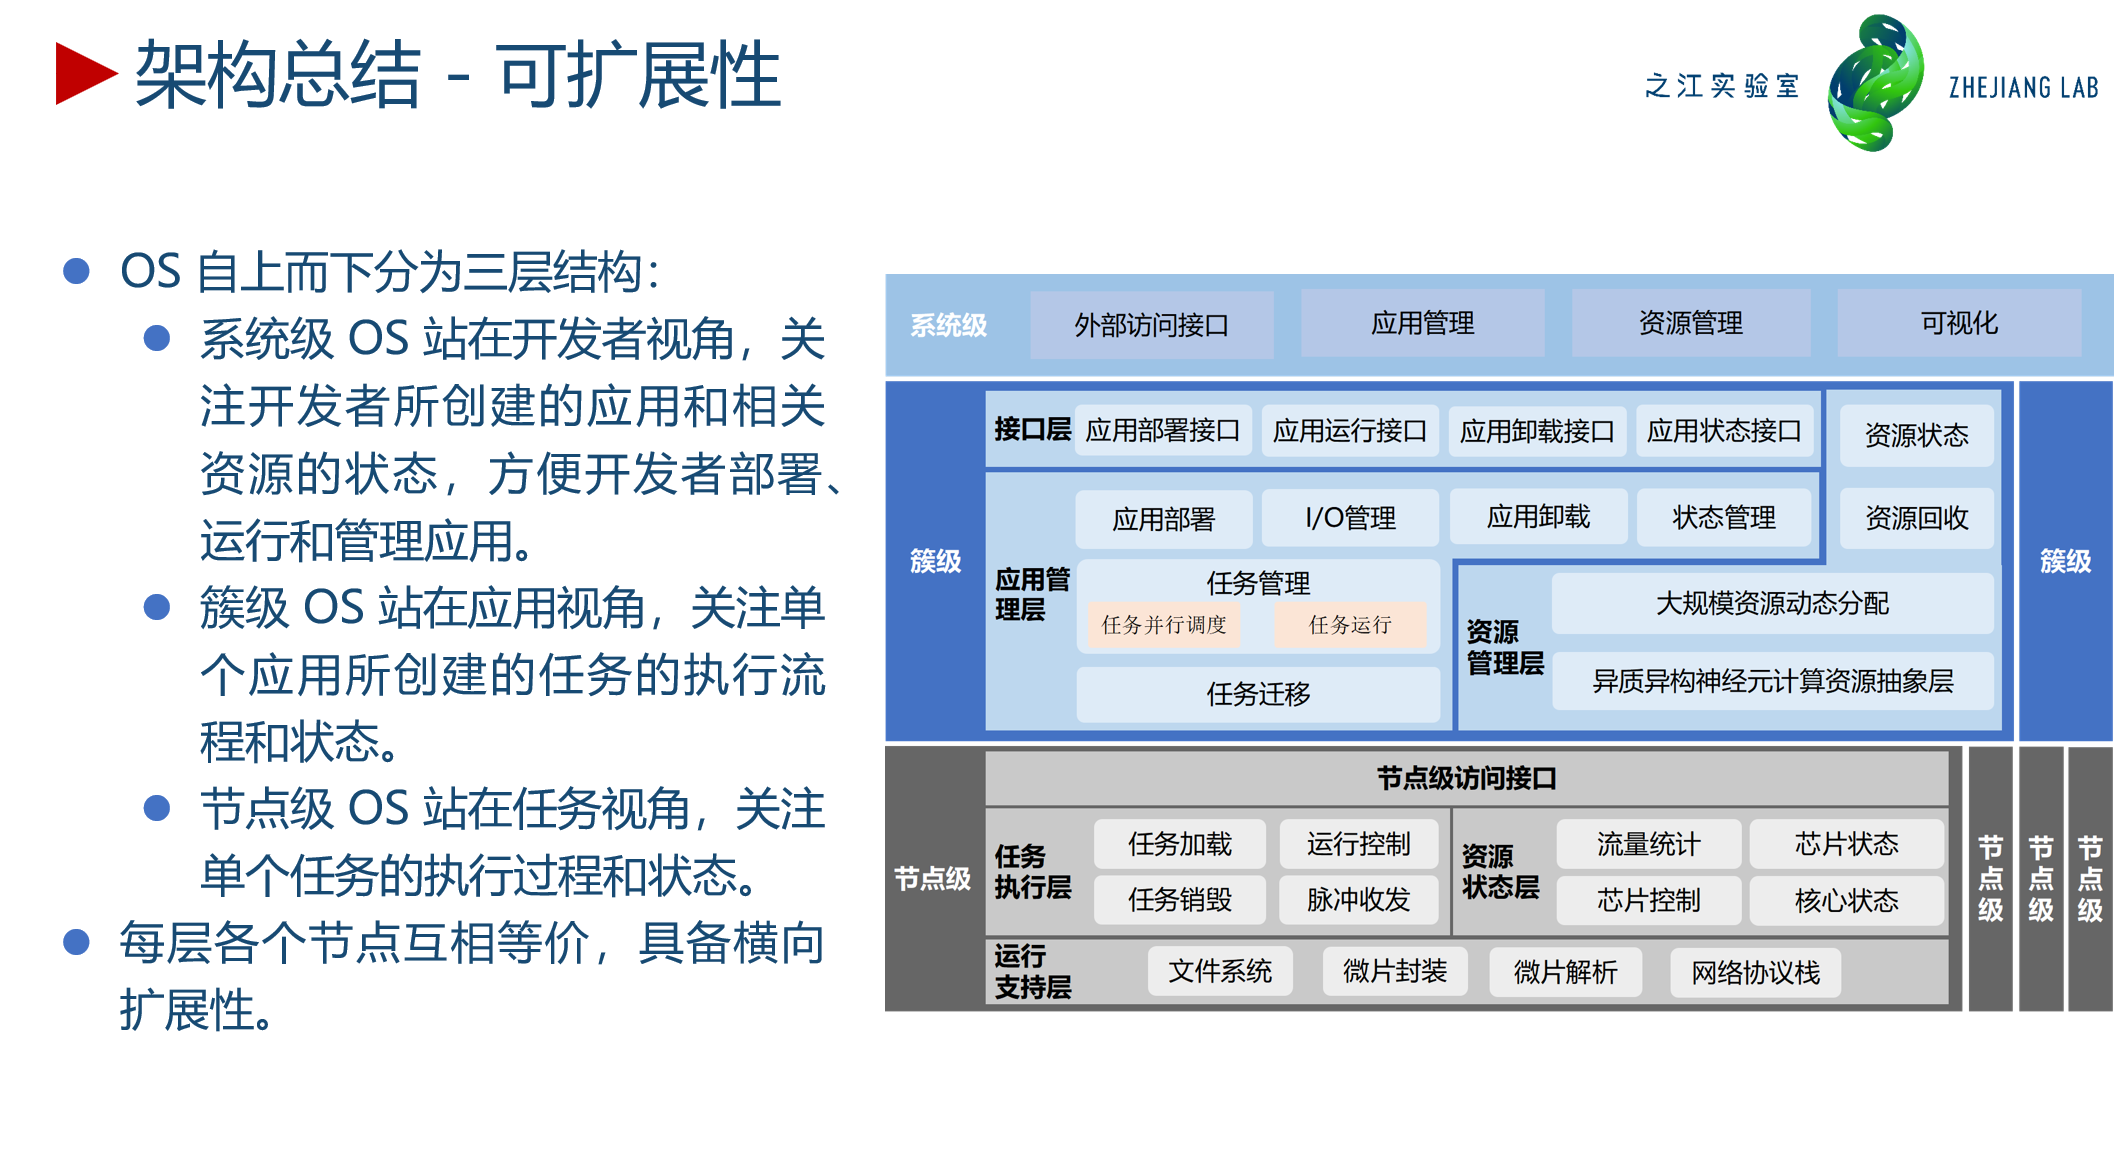 架构总结 - 可扩展性
之江实验室
ZHEJIANG LAB
OS 自上而下分为三层结构：
系统级 OS 站在开发者视角，关
注开发者所创建的应用和相关
资源的状态，方便开发者部署、
运行和管理应用。
簇级 OS 站在应用视角，关注单
个应用所创建的任务的执行流
程和状态。
节点级 OS 站在任务视角，关注
单个任务的执行过程和状态。
每层各个节点互相等价，具备横向
扩展性。
系统级
外部访问接口
应用管理
资源管理
可视化
簇级
接口层
应用部署接口
应用运行接口
应用卸载接口
应用状态接口
资源状态
应用管
理层
应用部署
I/O管理
应用卸载
状态管理
资源回收
任务管理
任务并行调度
任务运行
任务迁移
资源
管理层
大规模资源动态分配
异质异构神经元计算资源抽象层
簇级
节点级
节点级访问接口
任务
执行层
任务加载
运行控制
任务销毁
脉冲收发
资源
状态层
流量统计
芯片状态
芯片控制
核心状态
运行
支持层
文件系统
微片封装
微片解析
网络协议栈
节点级
节点级
节点级